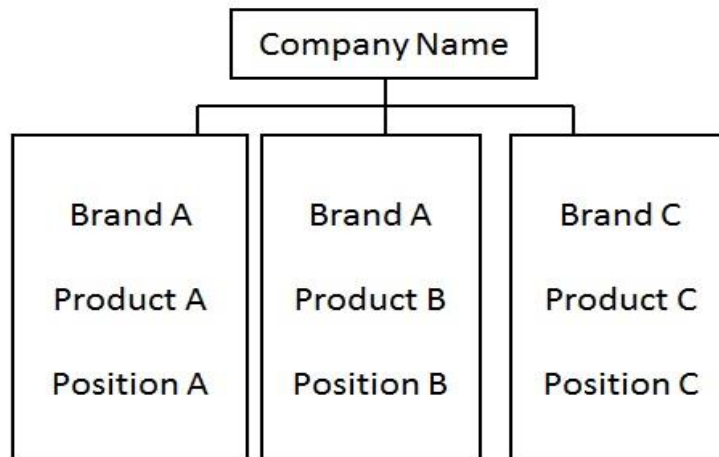 Company Name
Brand A
Product A
Position A
Brand A
Product B
Position B
Brand C
Product C
Position C